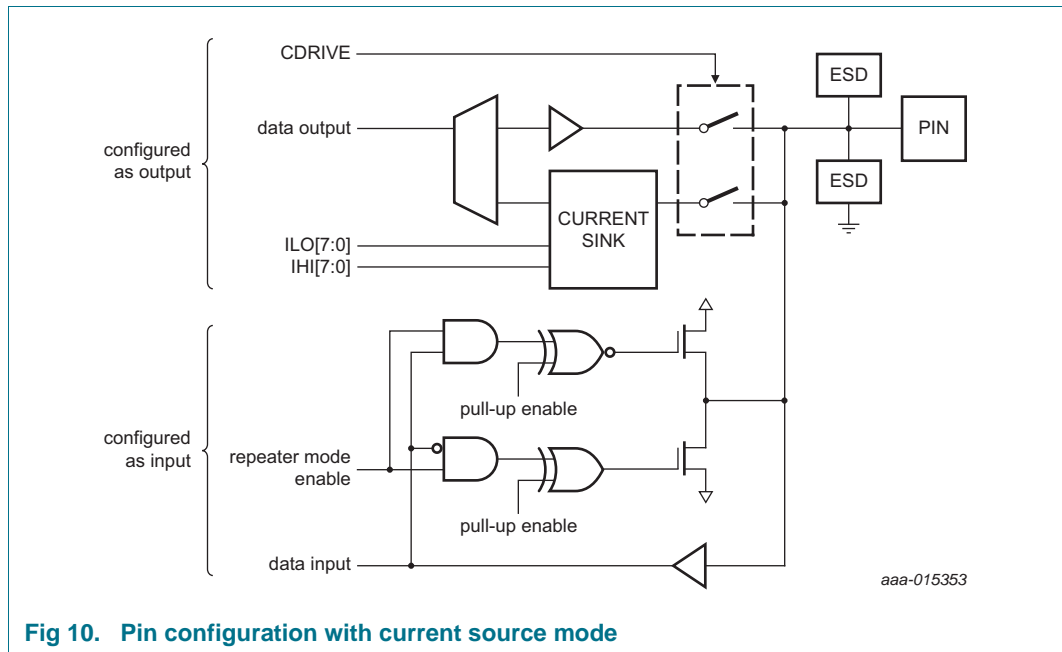 CDRIVE
ESD
data output
PIN
configured
as output
ESD
CURRENT
SINK
ILO[7:0]
IHI[7:0]
pull-up enable
configured
as input
repeater mode
enable
pull-up enable
data input
aaa-015353
Fig 10. Pin configuration with current source mode